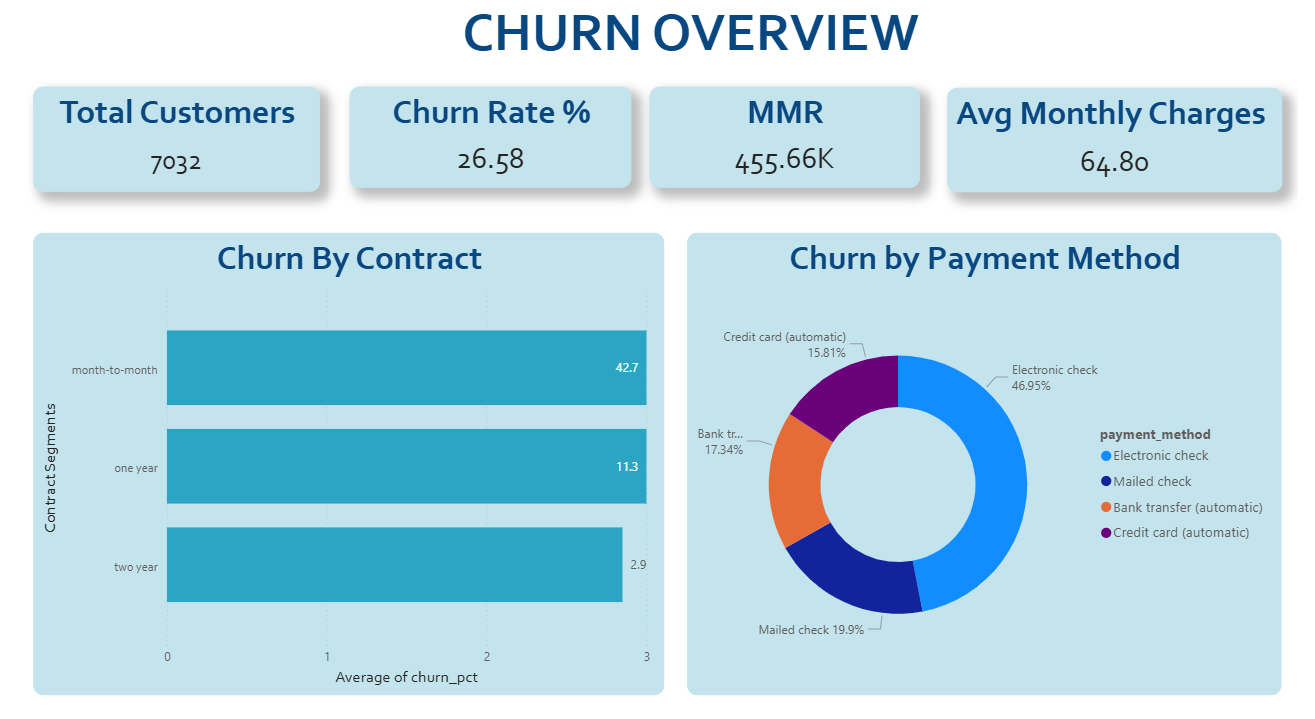 CHURN OVERVIEW
Total Customers
7032
Churn Rate %
26.58
MMR
455.66K
Avg Monthly Charges
64.80
Churn By Contract
Contract Segments
month-to-month
42.7
one year
11.3
two year
2.9
0 1 2 3
Average of churn_pct
Churn by Payment Method
Credit card (automatic)
15.81%
Electronic check
46.95%
Bank tr...
17.34%
Mailed check 19.9%
payment_method
Electronic check
Mailed check
Bank transfer (automatic)
Credit card (automatic)